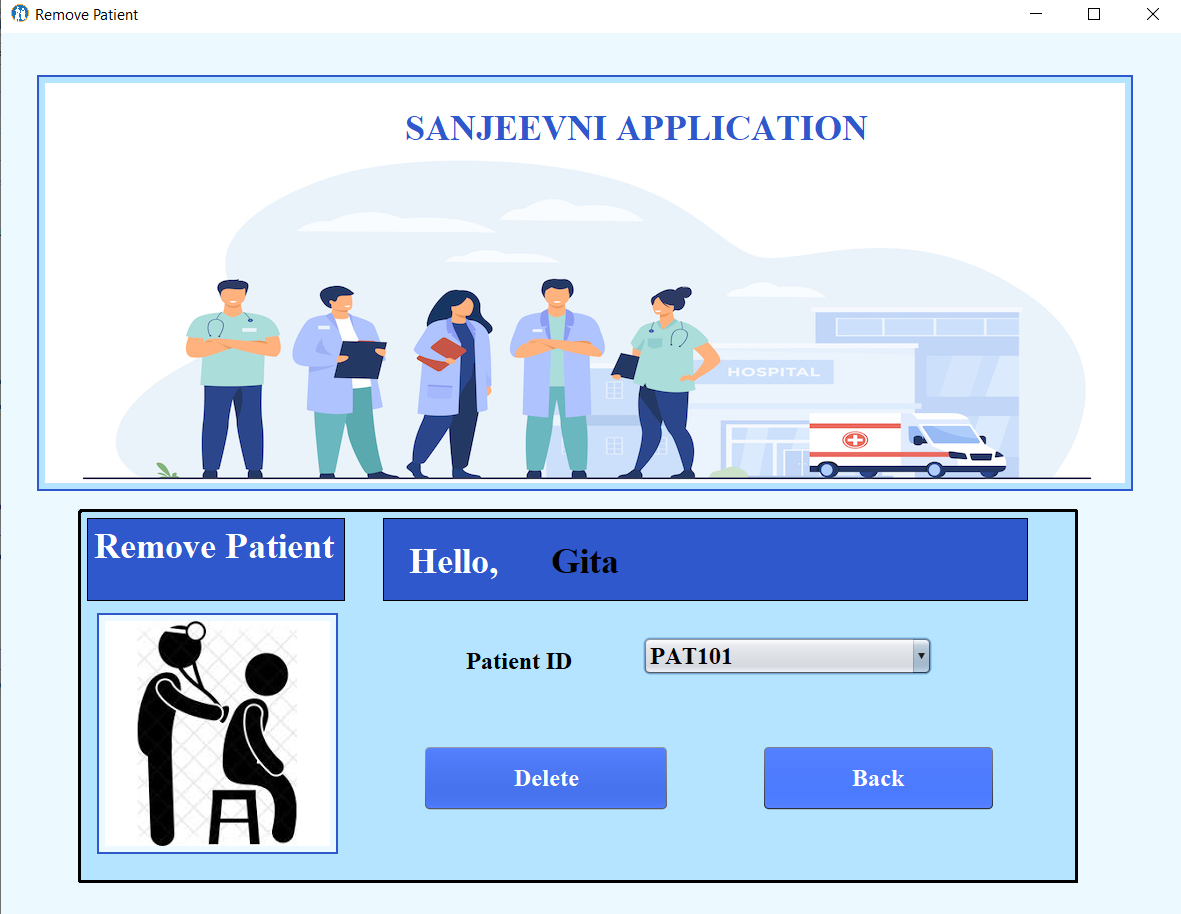 Remove Patient
SANJEEVNI APPLICATION
HOSPITAL
Remove Patient
Hello, Gita
Patient ID PAT101
Delete Back